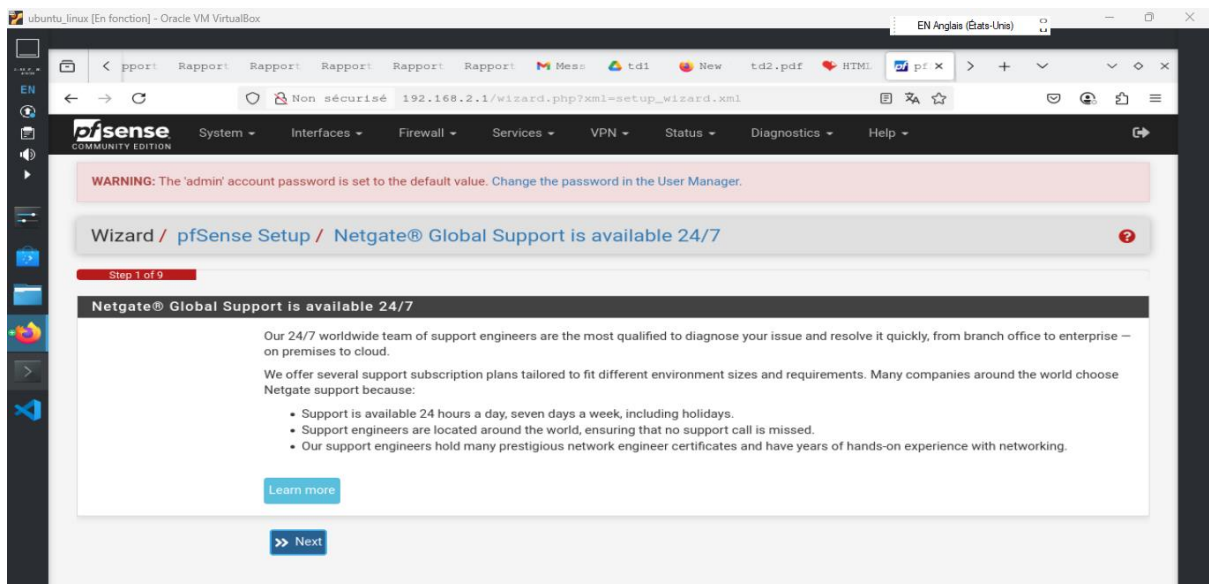 ubuntu_linux [En fonction] - Oracle VM VirtualBox
EN Anglais (États-Unis)
pport Rapport Rapport Rapport Rapport Rapport Mess td1 New td2.pdf HTML pf
EN
Non sécurisé 192.168.2.1/wizard.php?xml=setup_wizard.xml
pfsense System Interfaces Firewall Services VPN Status Diagnostics Help
COMMUNITY EDITION
WARNING: The 'admin' account password is set to the default value. Change the password in the User Manager.
Wizard / pfSense Setup / Netgate® Global Support is available 24/7
Step 1 of 9
Netgate® Global Support is available 24/7
Our 24/7 worldwide team of support engineers are the most qualified to diagnose your issue and resolve it quickly, from branch office to enterprise —
on premises to cloud.
We offer several support subscription plans tailored to fit different environment sizes and requirements. Many companies around the world choose
Netgate support because:
• Support is available 24 hours a day, seven days a week, including holidays.
• Support engineers are located around the world, ensuring that no support call is missed.
• Our support engineers hold many prestigious network engineer certificates and have years of hands-on experience with networking.
Learn more
Next